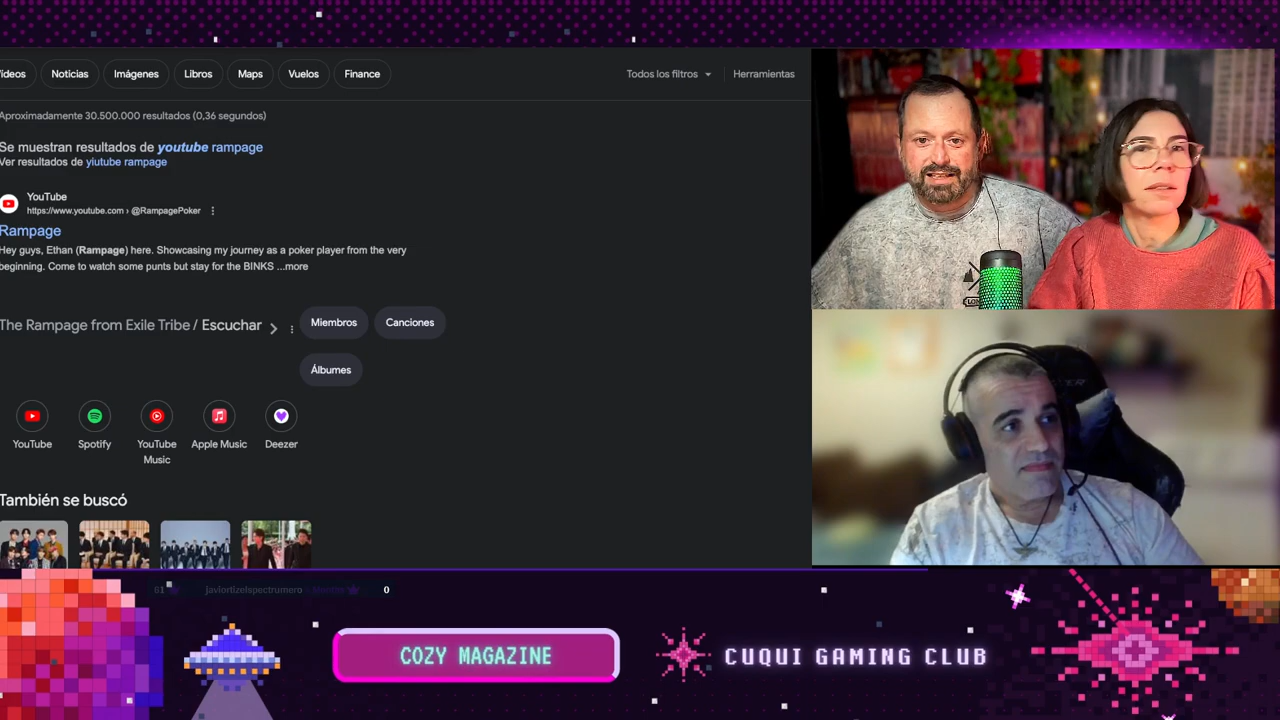 ídeos Noticias Imágenes Libros Maps Vuelos Finance Todos los filtros Herramientas
Aproximadamente 30.500.000 resultados (0,36 segundos)
Se muestran resultados de youtube rampage
Ver resultados de yiutube rampage
YouTube
https://www.youtube.com › @RampagePoker
Rampage
Hey guys, Ethan (Rampage) here. Showcasing my journey as a poker player from the very
beginning. Come to watch some punts but stay for the BINKS ...more
The Rampage from Exile Tribe / Escuchar
Miembros Canciones
Álbumes
YouTube Spotify YouTube Music Apple Music Deezer
También se buscó
61 javlortizelspectrumero 0
COZY MAGAZINE
CUQUI GAMING CLUB